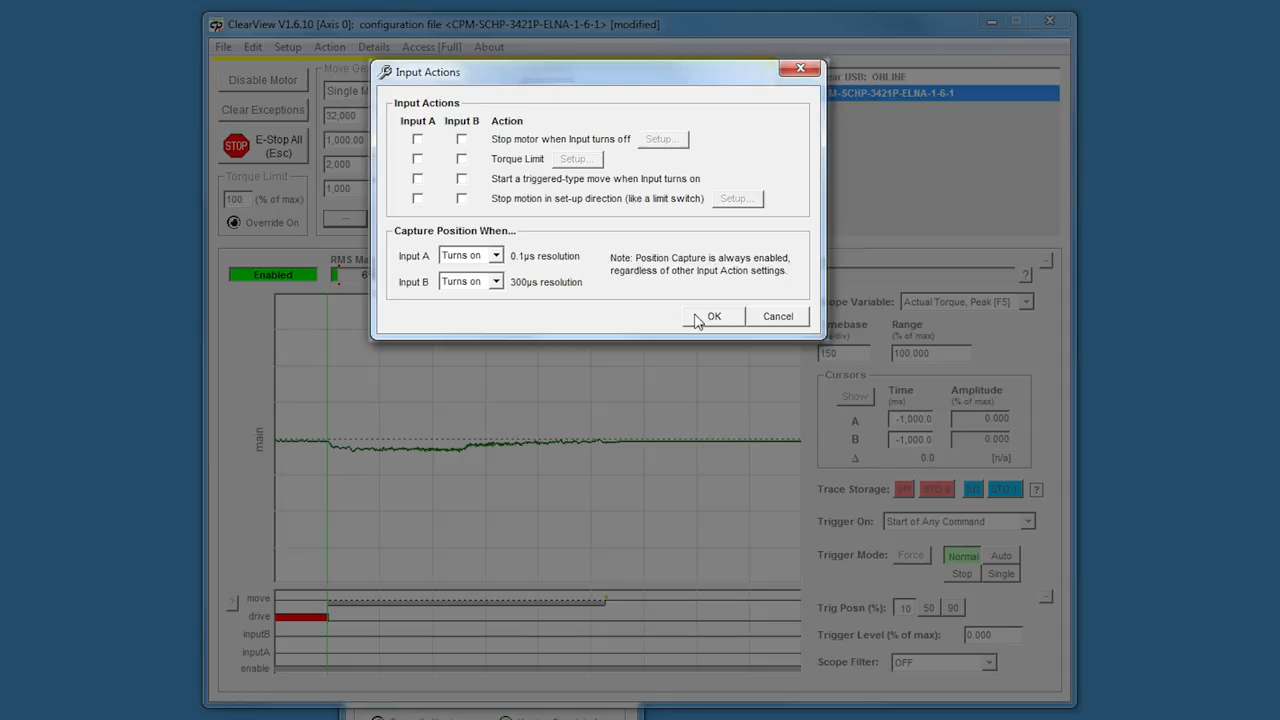 ClearView V1.6.10 [Axis 0]: configuration file <CPM-SCHP-3421P-ELNA-1-6-1> [modified]
File Edit Setup Action Details Access [Full] About
Disable Motor
Clear Exceptions
STOP E-Stop All (Esc)
Torque Limit
100 (% of max)
Override On
Single M
32,000
1,000.00
2,000
1,000
...
USB: ONLINE
M-SCHP-3421P-ELNA-1-6-1
Input Actions
Input Actions
Input A Input B Action
Stop motor when Input turns off Setup...
Torque Limit Setup...
Start a triggered-type move when Input turns on
Stop motion in set-up direction (like a limit switch) Setup...
Capture Position When...
Input A Turns on 0.1µs resolution
Input B Turns on 300µs resolution
Note: Position Capture is always enabled,
regardless of other Input Action settings.
OK Cancel
Enabled
RMS
?
Scope Variable: Actual Torque, Peak [F5]
Range
(% of max)
150 100,000
Cursors
Show
Time Amplitude
(ms) (% of max)
A -1,000.0 0.000
B -1,000.0 0.000
Δ 0.0 [n/a]
Trace Storage: Off STO 0 Off STO 1 ?
Trigger On: Start of Any Command
Trigger Mode: Force Normal Auto
Stop Single
Trig Posn (%): 10 50 90
Trigger Level (% of max): 0.000
Scope Filter: OFF
main
? move
drive
inputB
inputA
enable